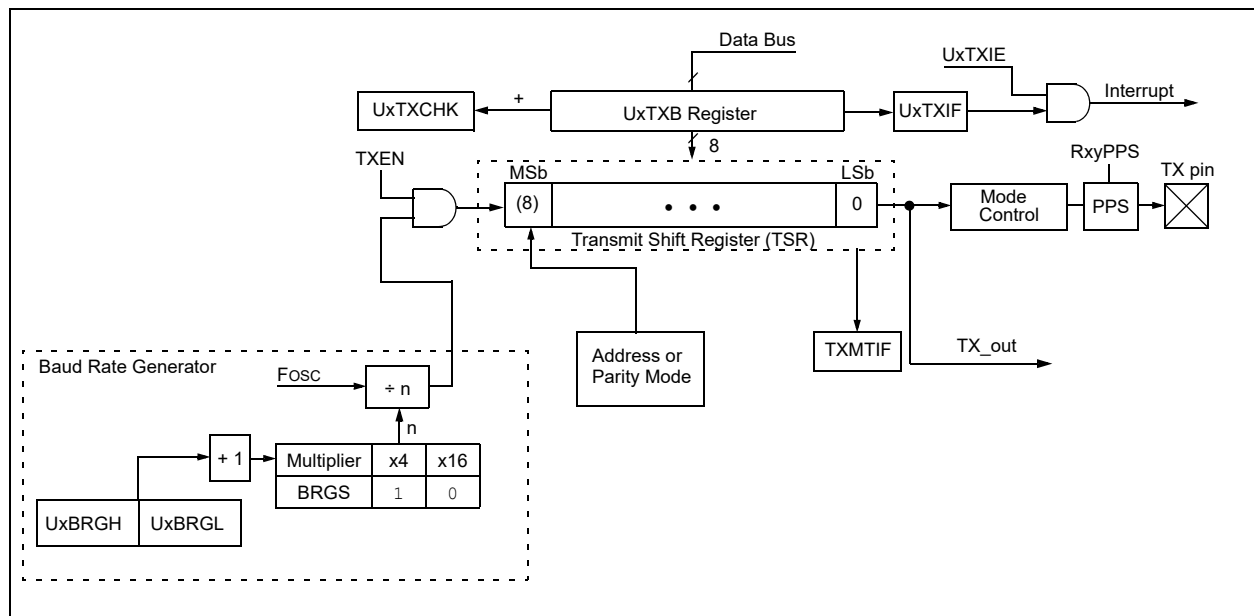 Data Bus
UxTXIE
UxTXCHK
+
UxTXB Register
UxTXIF
Interrupt
8
TXEN
RxyPPS
MSb
LSb
TX pin
(8)
• • •
0
Mode
Control
PPS
Transmit Shift Register (TSR)
Address or
Parity Mode
TXMTIF
TX_out
Baud Rate Generator
FOSC
÷ n
n
+ 1
Multiplier x4 x16
BRGS 1 0
UxBRGH UxBRGL